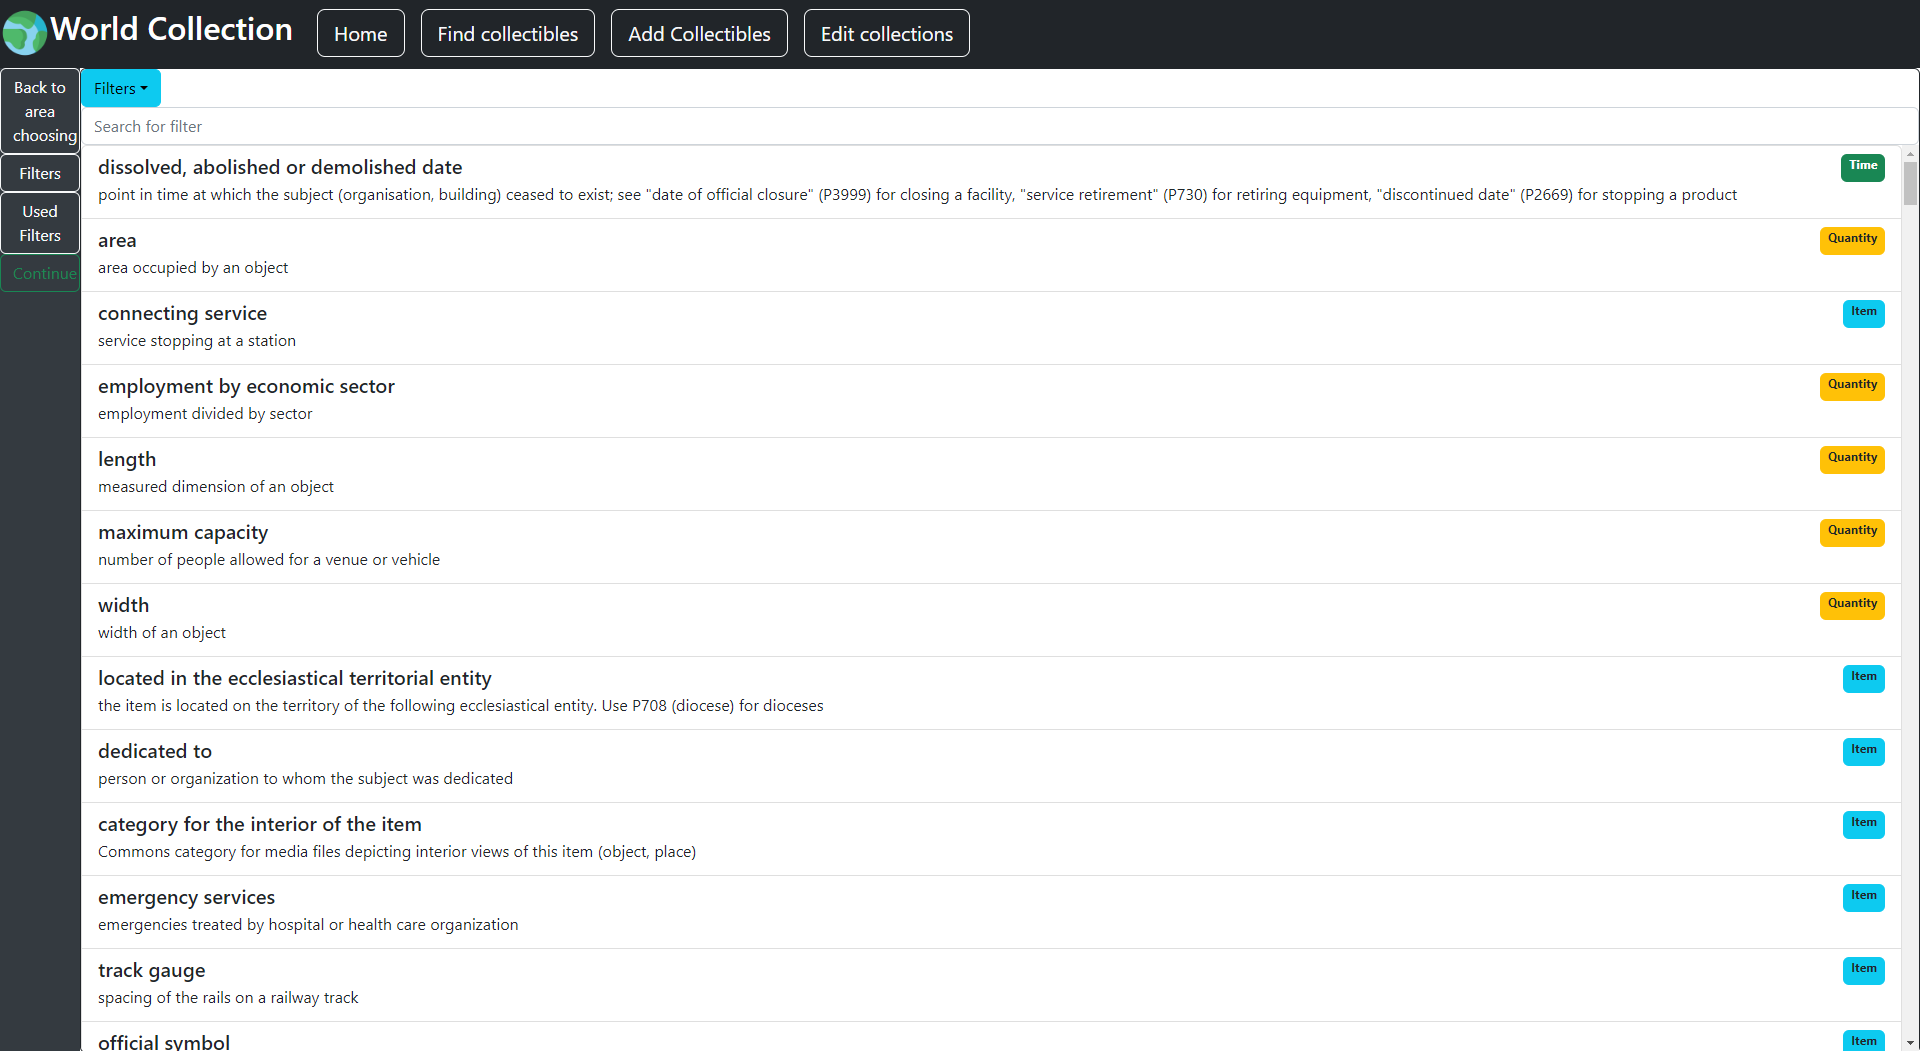 World Collection
Home
Find collectibles
Add Collectibles
Edit collections
Back to
area
choosing
Filters
Used
Filters
Continue
Filters
Search for filter
dissolved, abolished or demolished date
Time
point in time at which the subject (organisation, building) ceased to exist; see "date of official closure" (P3999) for closing a facility, "service retirement" (P730) for retiring equipment, "discontinued date" (P2669) for stopping a product
area
Quantity
area occupied by an object
connecting service
Item
service stopping at a station
employment by economic sector
Quantity
employment divided by sector
length
Quantity
measured dimension of an object
maximum capacity
Quantity
number of people allowed for a venue or vehicle
width
Quantity
width of an object
located in the ecclesiastical territorial entity
Item
the item is located on the territory of the following ecclesiastical entity. Use P708 (diocese) for dioceses
dedicated to
Item
person or organization to whom the subject was dedicated
category for the interior of the item
Item
Commons category for media files depicting interior views of this item (object, place)
emergency services
Item
emergencies treated by hospital or health care organization
track gauge
Item
spacing of the rails on a railway track
official symbol
Item